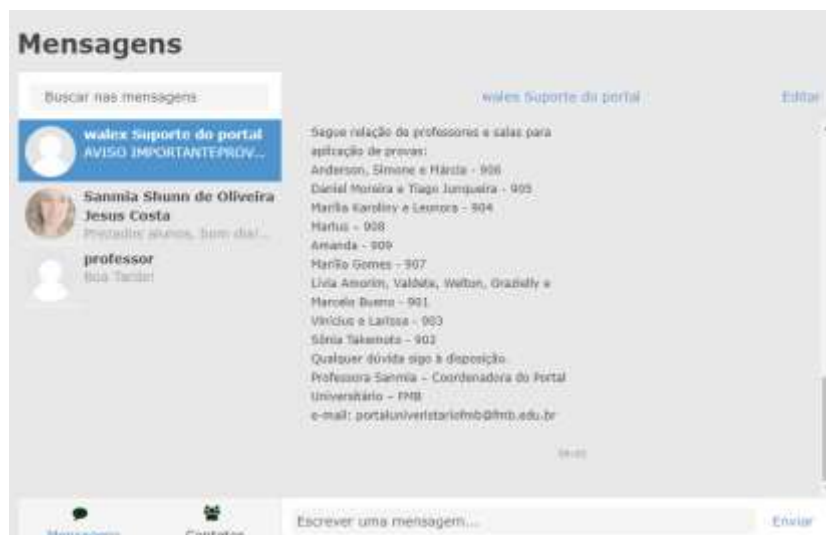 Mensagens
Buscar nas mensagens
walex Suporte do portal
AVISO IMPORTANTEPROV...
Sanmia Shunn de Oliveira
Jesus Costa
Prezados alunos, bom dia!...
professor
Boa Tarde!
walex Suporte do portal
Editar
Segue relação de professores e salas para
aplicação de provas:
Anderson, Simone e Márcia - 906
Daniel Moreira e Tiago Junqueira - 905
Marília Karoliny e Leonora - 904
Marlus - 908
Amanda - 909
Marília Gomes - 907
Lívia Amorim, Valdete, Welton, Grazielly e
Marcelo Bueno - 901
Vinícius e Larissa - 903
Sônia Takamoto - 902
Qualquer dúvida sigo à disposição.
Professora Sanmia – Coordenadora do Portal
Universitário – FMB
e-mail: portaluniveristariofmb@fmb.edu.br
Mensagens
Contatos
Escrever uma mensagem...
Enviar